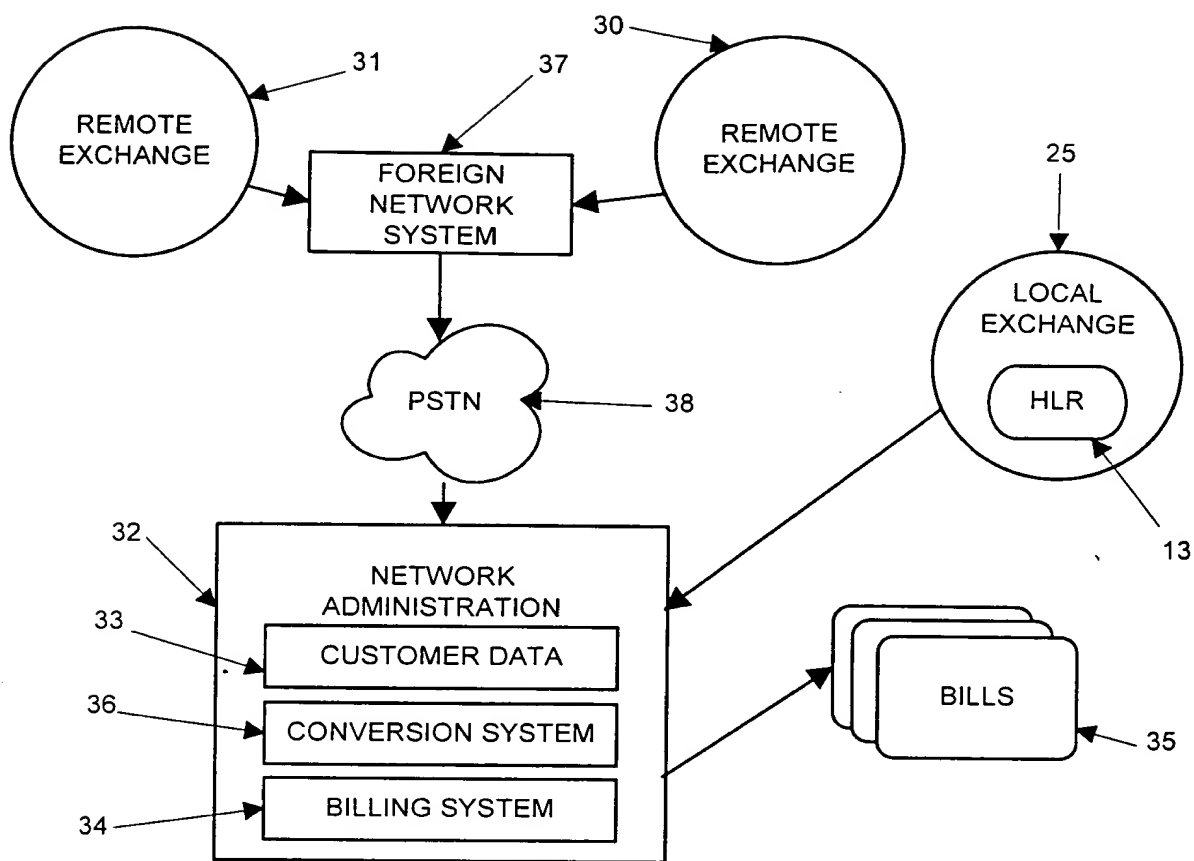 30
31
37
REMOTE
EXCHANGE
REMOTE
EXCHANGE
FOREIGN
NETWORK
SYSTEM
25
LOCAL
EXCHANGE
HLR
PSTN
38
13
32
NETWORK
ADMINISTRATION
33
CUSTOMER DATA
36
CONVERSION SYSTEM
BILLS
35
34
BILLING SYSTEM